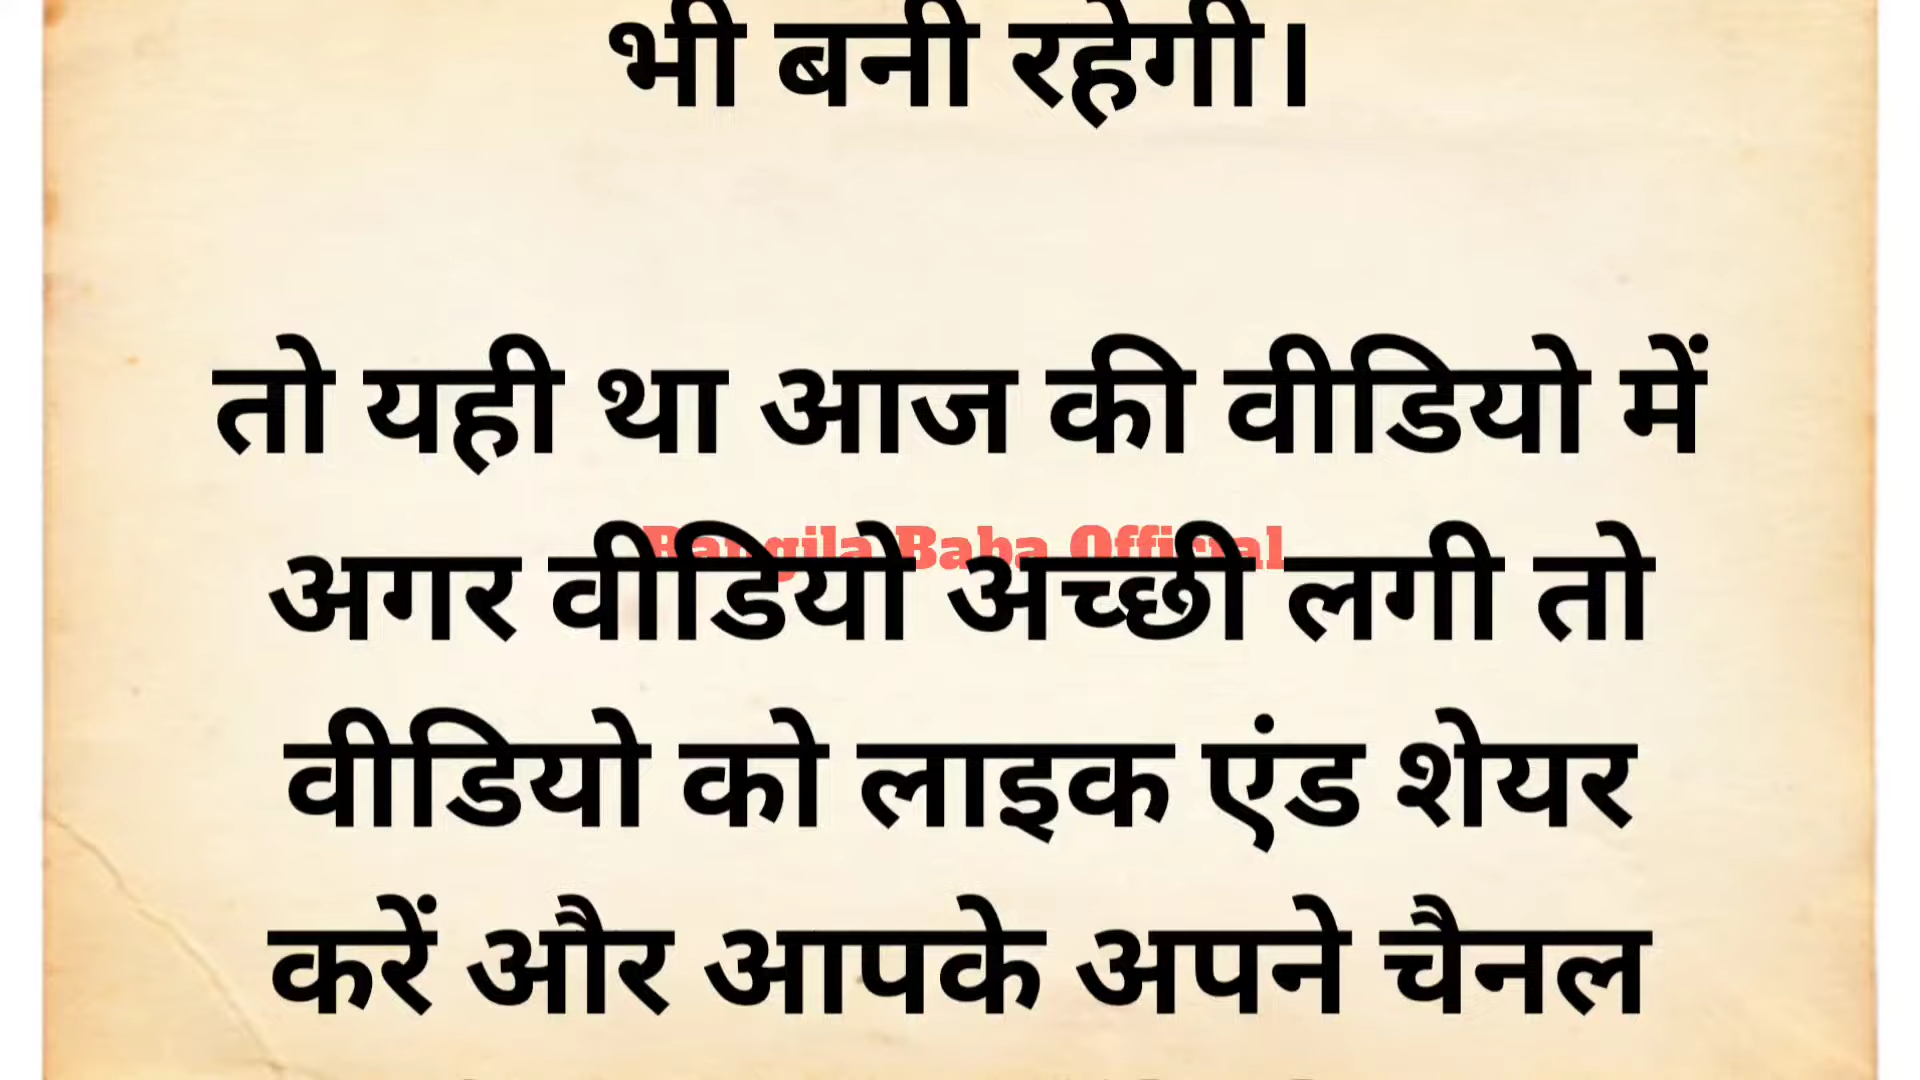 भी बनी रहेगी।
तो यही था आज की वीडियो में
Rangila Baba Official
अगर वीडियो अच्छी लगी तो
वीडियो को लाइक एंड शेयर
करें और आपके अपने चैनल